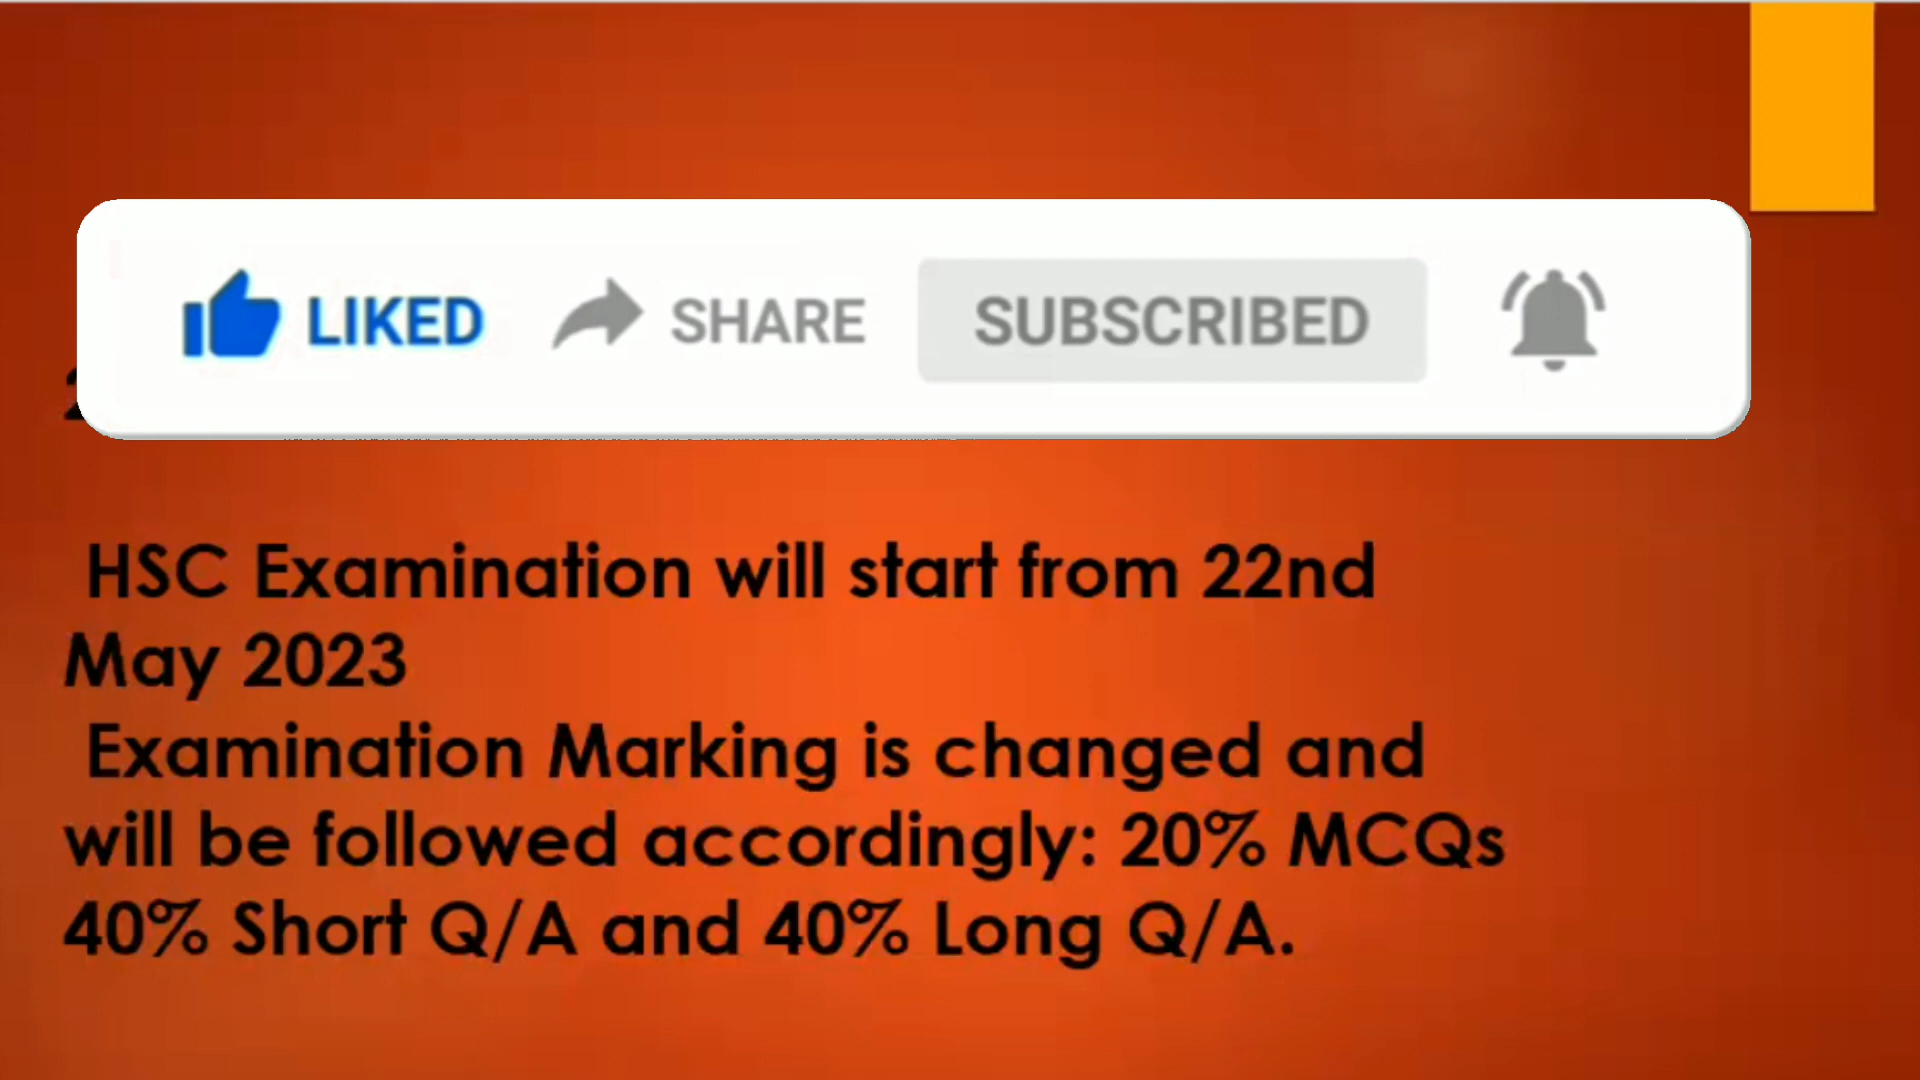 LIKED SHARE SUBSCRIBED
HSC Examination will start from 22nd
May 2023
Examination Marking is changed and
will be followed accordingly: 20% MCQs
40% Short Q/A and 40% Long Q/A.